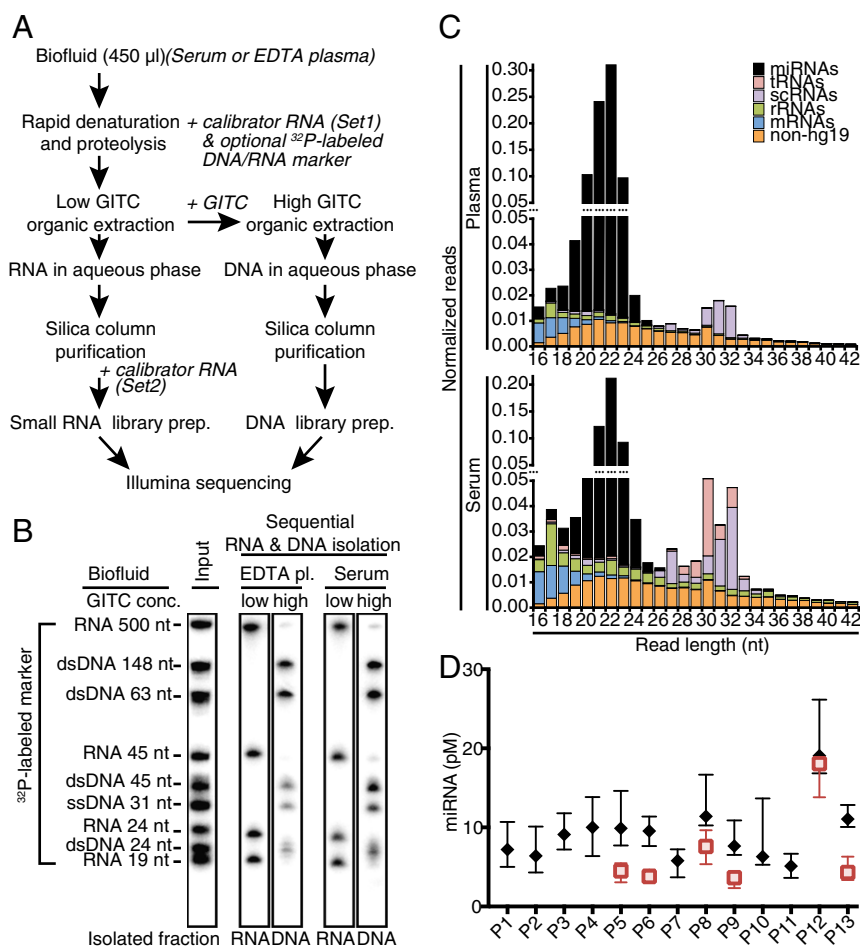 A
Biofluid (450 µl)(Serum or EDTA plasma)
Rapid denaturation
and proteolysis
+ calibrator RNA (Set1)
& optional ³²P-labeled
DNA/RNA marker
Low GITC
organic extraction
+ GITC
High GITC
organic extraction
RNA in aqueous phase
DNA in aqueous phase
Silica column
purification
Silica column
purification
+ calibrator RNA
(Set2)
Small RNA library prep.
DNA library prep.
Illumina sequencing
B
Sequential
RNA & DNA isolation
Biofluid
Input
EDTA pl.
Serum
GITC conc.
low high
low high
³²P-labeled marker
RNA 500 nt
dsDNA 148 nt
dsDNA 63 nt
RNA 45 nt
dsDNA 45 nt
ssDNA 31 nt
RNA 24 nt
dsDNA 24 nt
RNA 19 nt
Isolated fraction
RNA DNA
RNA DNA
C
miRNAs
tRNAs
scRNAs
rRNAs
mRNAs
non-hg19
Normalized reads
Plasma
0.30
0.25
0.20
0.15
0.10
0.05
0.05
0.04
0.03
0.02
0.01
0.00
16 18 20 22 24 26 28 30 32 34 36 38 40 42
Serum
0.20
0.15
0.10
0.05
0.05
0.04
0.03
0.02
0.01
0.00
16 18 20 22 24 26 28 30 32 34 36 38 40 42
Read length (nt)
D
miRNA (pM)
30
20
10
0
P1 P2 P3 P4 P5 P6 P7 P8 P9 P10 P11 P12 P13